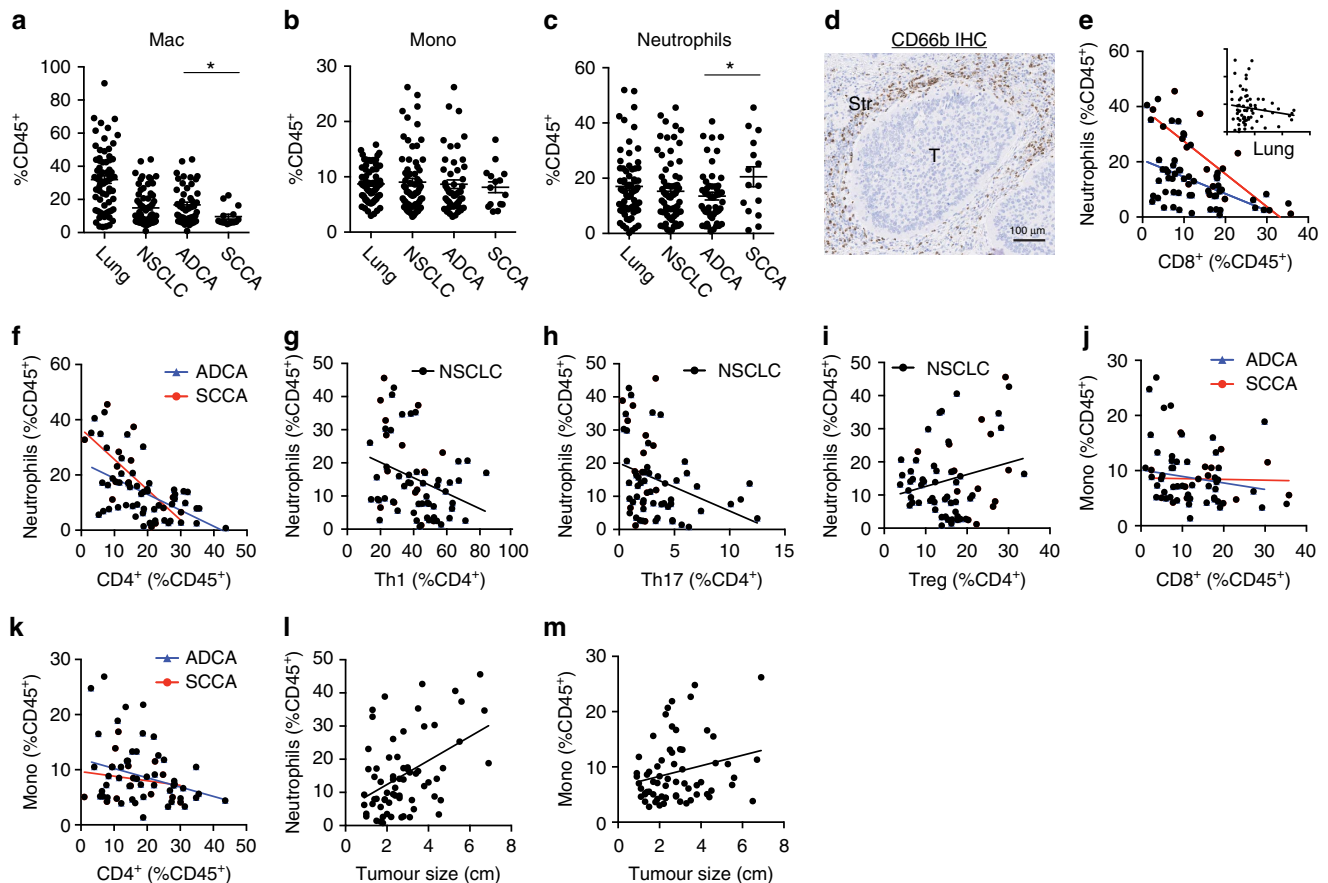 a
Mac
%CD45⁺
100
80
60
40
20
0
Lung
NSCLC
ADCA
SCCA
*
b
Mono
%CD45⁺
30
20
10
0
Lung
NSCLC
ADCA
SCCA
c
Neutrophils
%CD45⁺
60
40
20
0
Lung
NSCLC
ADCA
SCCA
*
d
CD66b IHC
Str
T
100 μm
e
Neutrophils (%CD45⁺)
60
40
20
0
0 10 20 30 40
CD8⁺ (%CD45⁺)
Lung
f
Neutrophils (%CD45⁺)
60
40
20
0
0 10 20 30 40 50
CD4⁺ (%CD45⁺)
ADCA
SCCA
g
Neutrophils (%CD45⁺)
50
40
30
20
10
0
0 20 40 60 80 100
Th1 (%CD4⁺)
NSCLC
h
Neutrophils (%CD45⁺)
50
40
30
20
10
0
0 5 10 15
Th17 (%CD4⁺)
NSCLC
i
Neutrophils (%CD45⁺)
50
40
30
20
10
0
0 10 20 30 40
Treg (%CD4⁺)
NSCLC
j
Mono (%CD45⁺)
30
20
10
0
0 10 20 30 40
CD8⁺ (%CD45⁺)
ADCA
SCCA
k
Mono (%CD45⁺)
30
20
10
0
0 10 20 30 40 50
CD4⁺ (%CD45⁺)
ADCA
SCCA
l
Neutrophils (%CD45⁺)
50
40
30
20
10
0
0 2 4 6 8
Tumour size (cm)
m
Mono (%CD45⁺)
30
20
10
0
0 2 4 6 8
Tumour size (cm)